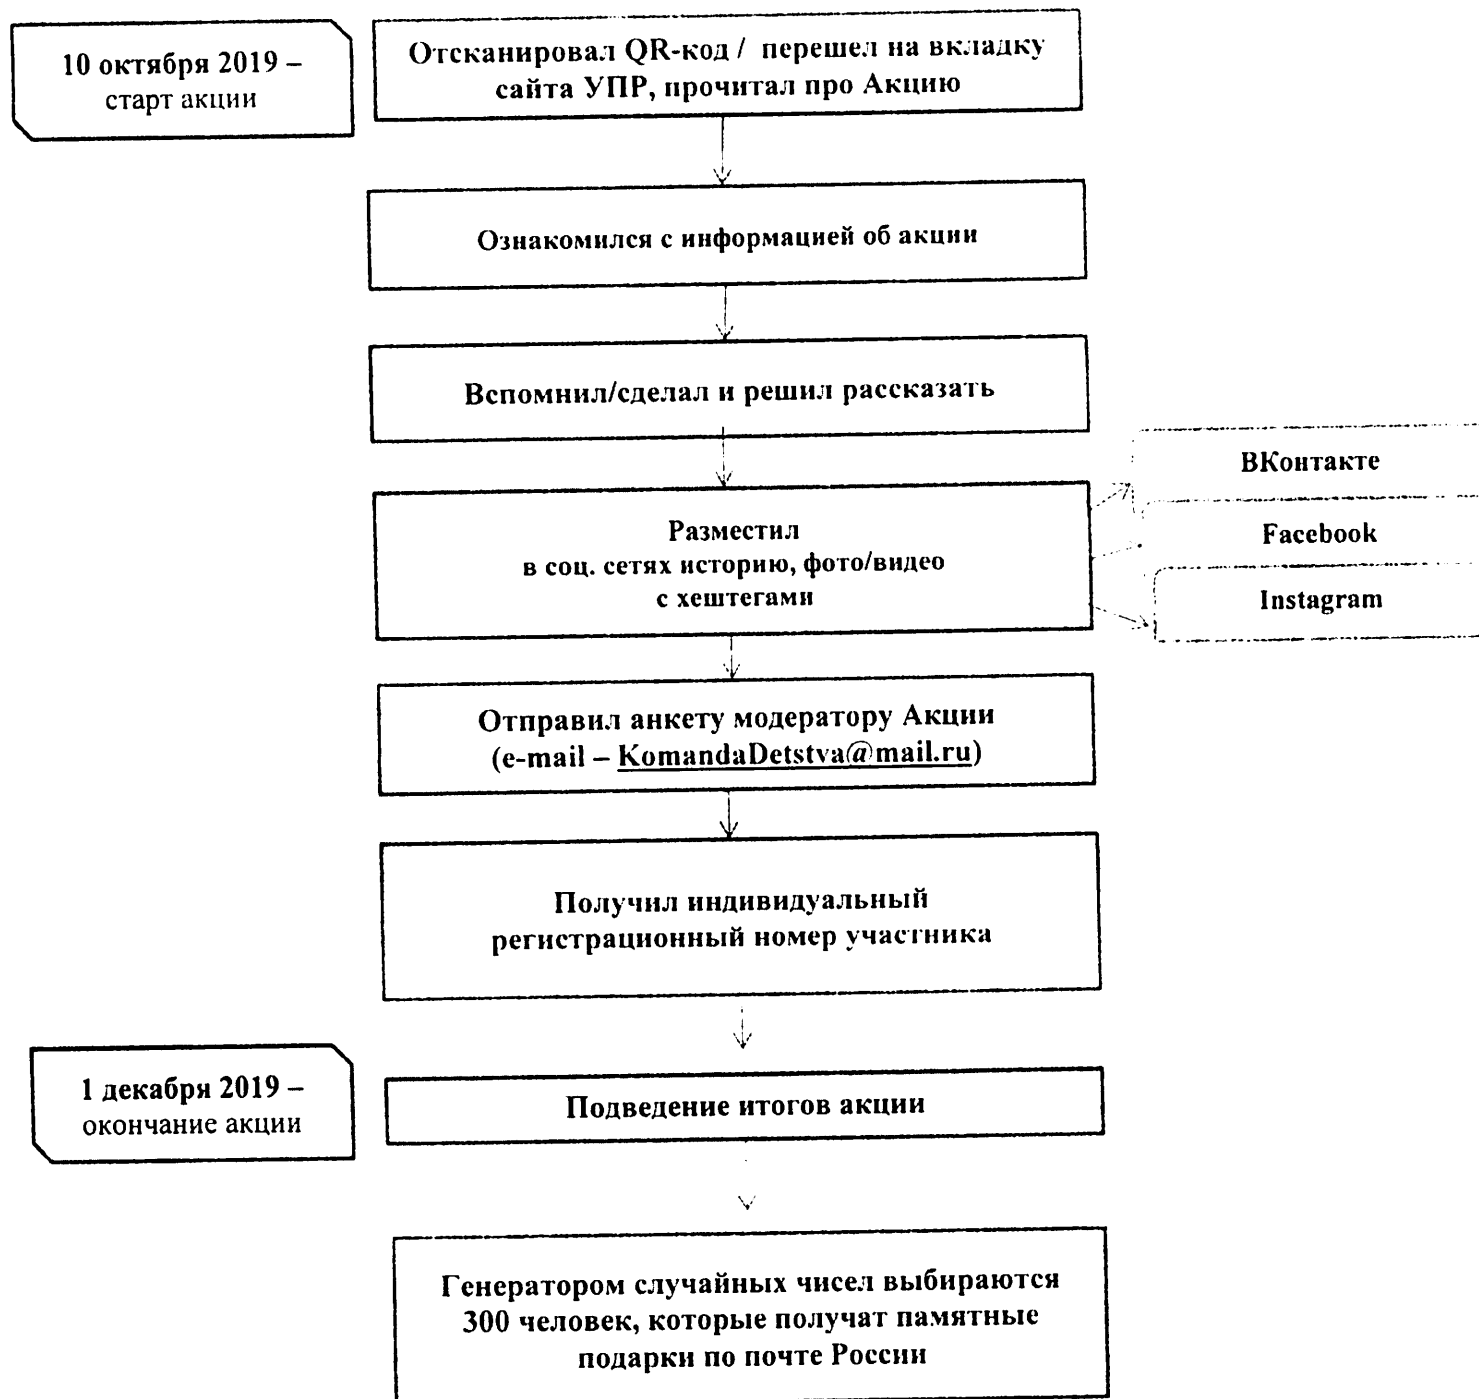 10 октября 2019 –
старт акции
Отсканировал QR-код / перешел на вкладку
сайта УПР, прочитал про Акцию
Ознакомился с информацией об акции
Вспомнил/сделал и решил рассказать
Разместил
в соц. сетях историю, фото/видео
с хештегами
ВКонтакте
Facebook
Instagram
Отправил анкету модератору Акции
(e-mail – KomandaDetstva@mail.ru)
Получил индивидуальный
регистрационный номер участника
1 декабря 2019 –
окончание акции
Подведение итогов акции
Генератором случайных чисел выбираются
300 человек, которые получат памятные
подарки по почте России